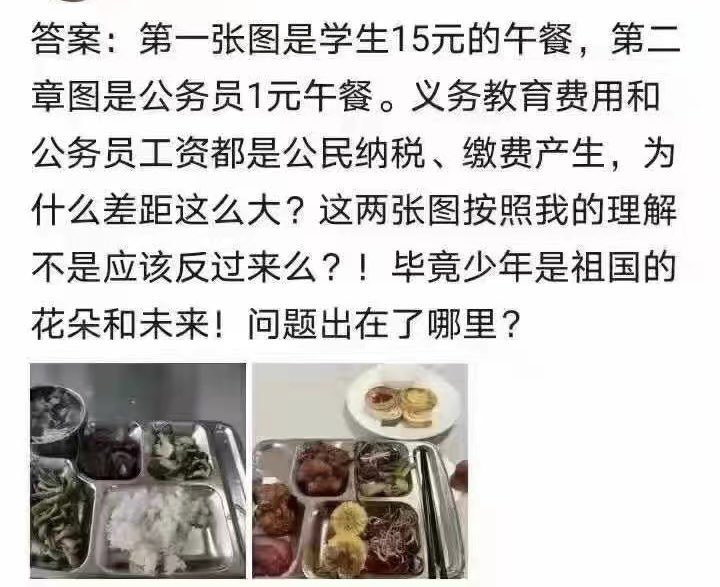 答案：第一张图是学生15元的午餐，第二
章图是公务员1元午餐。义务教育费用和
公务员工资都是公民纳税、缴费产生，为
什么差距这么大？这两张图按照我的理解
不是应该反过来么？！毕竟少年是祖国的
花朵和未来！问题出在了哪里？